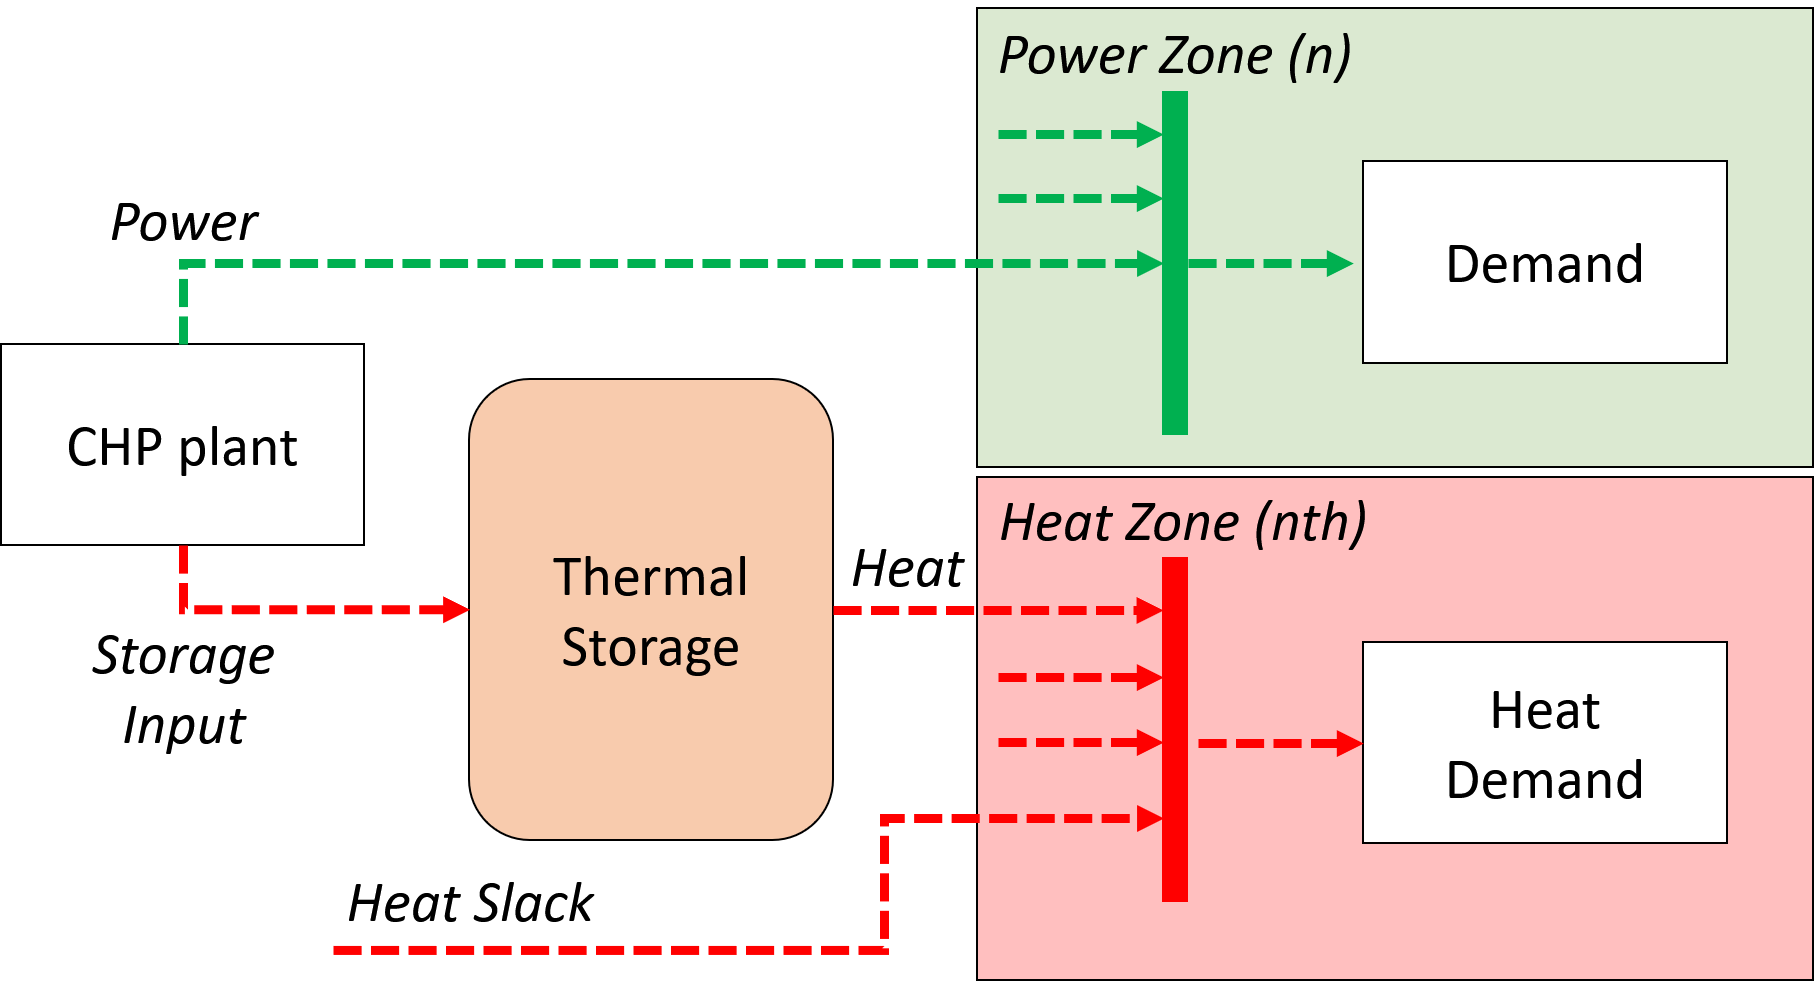 Power Zone (n)
Power
Demand
CHP plant
Heat Zone (nth)
Heat
Thermal
Storage
Storage
Input
Heat
Demand
Heat Slack